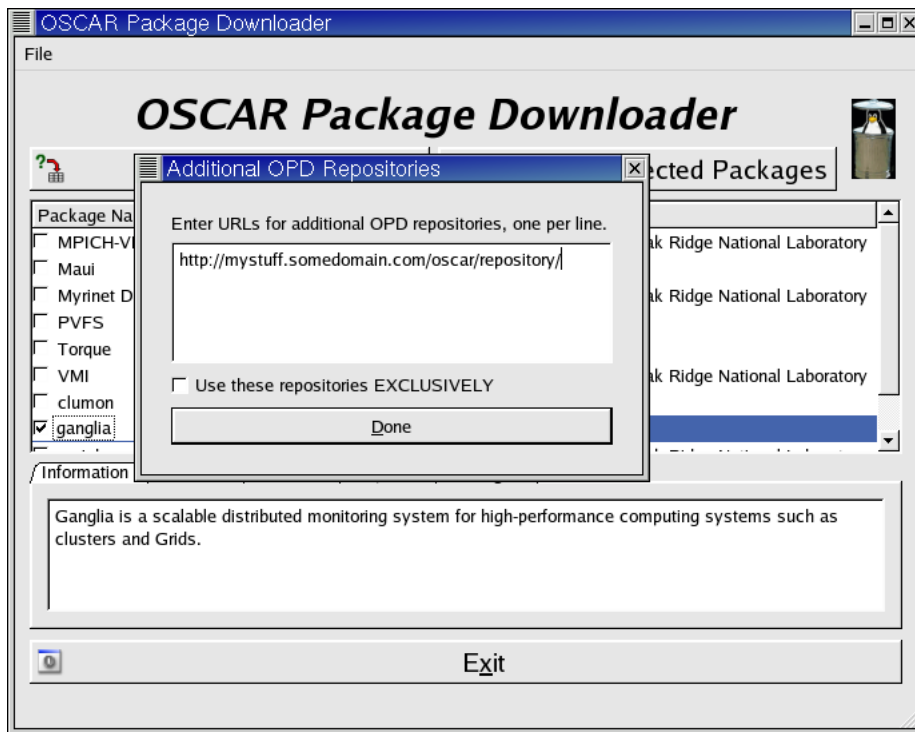 OSCAR Package Downloader
File
OSCAR Package Downloader
ected Packages
Additional OPD Repositories
Enter URLs for additional OPD repositories, one per line.
http://mystuff.somedomain.com/oscar/repository/
Use these repositories EXCLUSIVELY
Done
Package Na
MPICH-VI
ak Ridge National Laboratory
Maui
Myrinet D
ak Ridge National Laboratory
PVFS
Torque
VMI
ak Ridge National Laboratory
clumon
ganglia
Information
Ganglia is a scalable distributed monitoring system for high-performance computing systems such as
clusters and Grids.
Exit